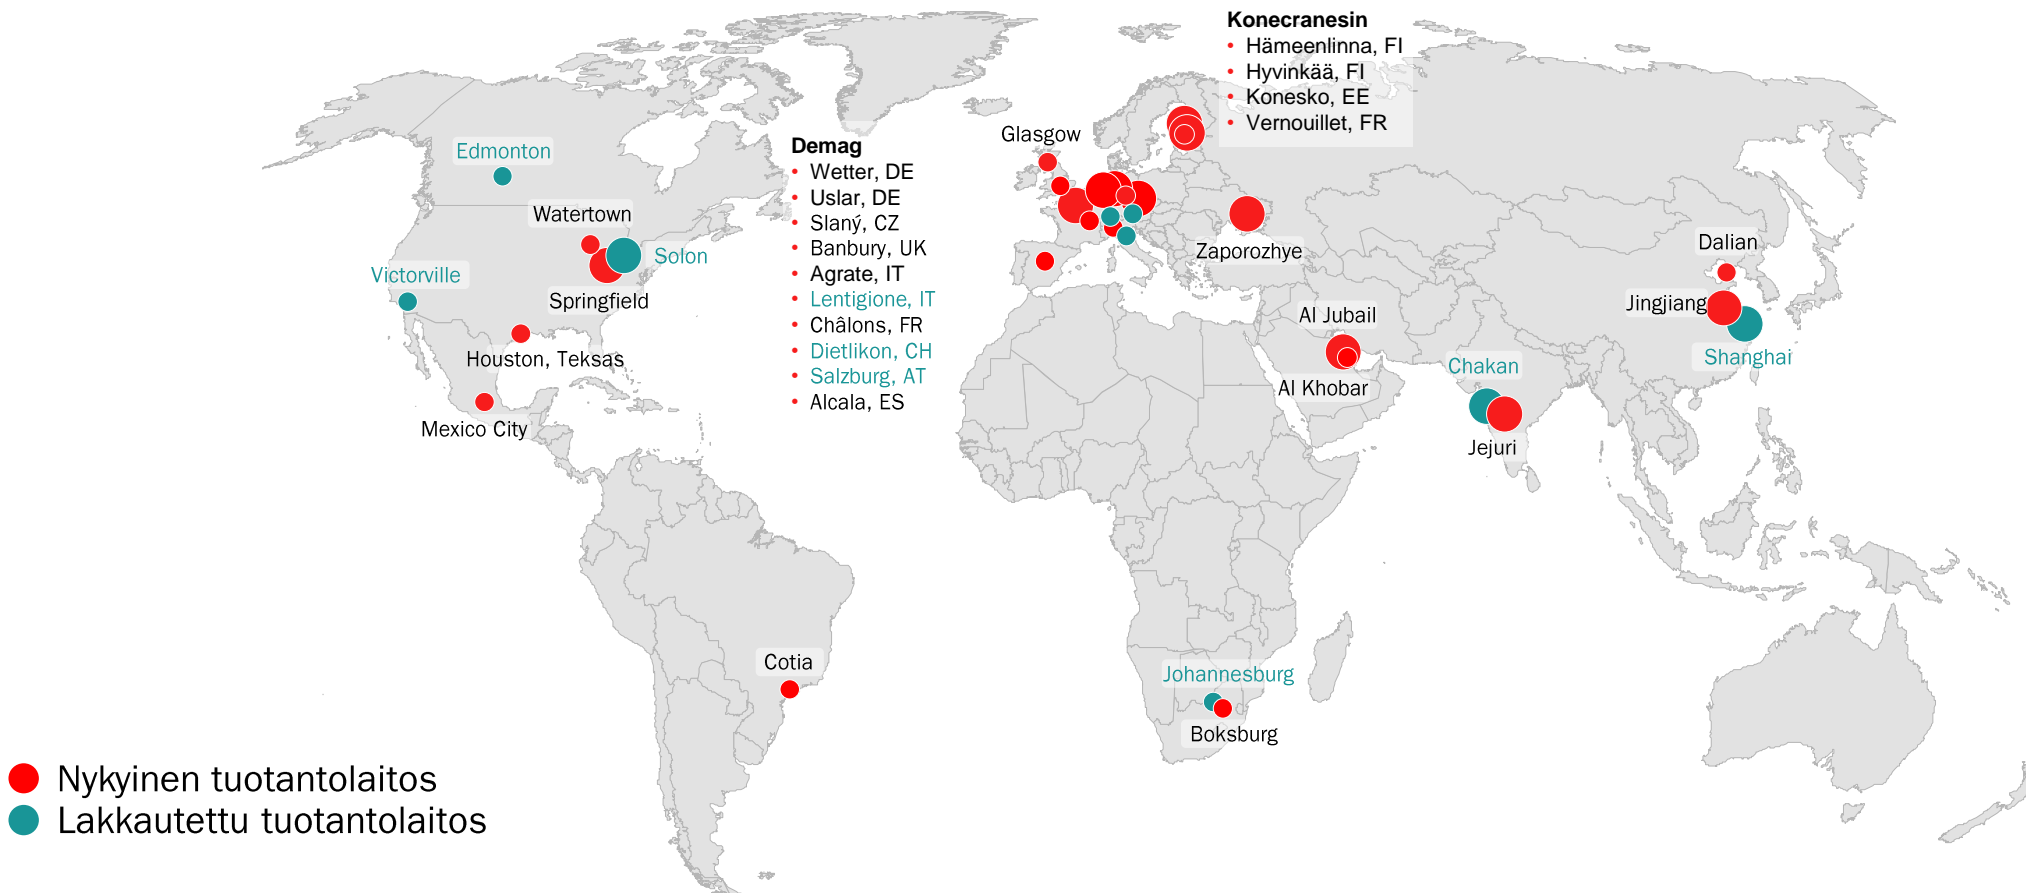 Konecranesin
• Hämeenlinna, FI
• Hyvinkää, FI
• Konesko, EE
• Vernouillet, FR
Glasgow
Demag
• Wetter, DE
• Uslar, DE
• Slaný, CZ
• Banbury, UK
• Agrate, IT
• Lentigione, IT
• Châlons, FR
• Dietlikon, CH
• Salzburg, AT
• Alcala, ES
Edmonton
Watertown
Solon
Victorville
Springfield
Houston, Teksas
Mexico City
Zaporozhye
Dalian
Jingjiang
Shanghai
Al Jubail
Al Khobar
Chakan
Jejuri
Cotia
Johannesburg
Boksburg
Nykyinen tuotantolaitos
Lakkautettu tuotantolaitos